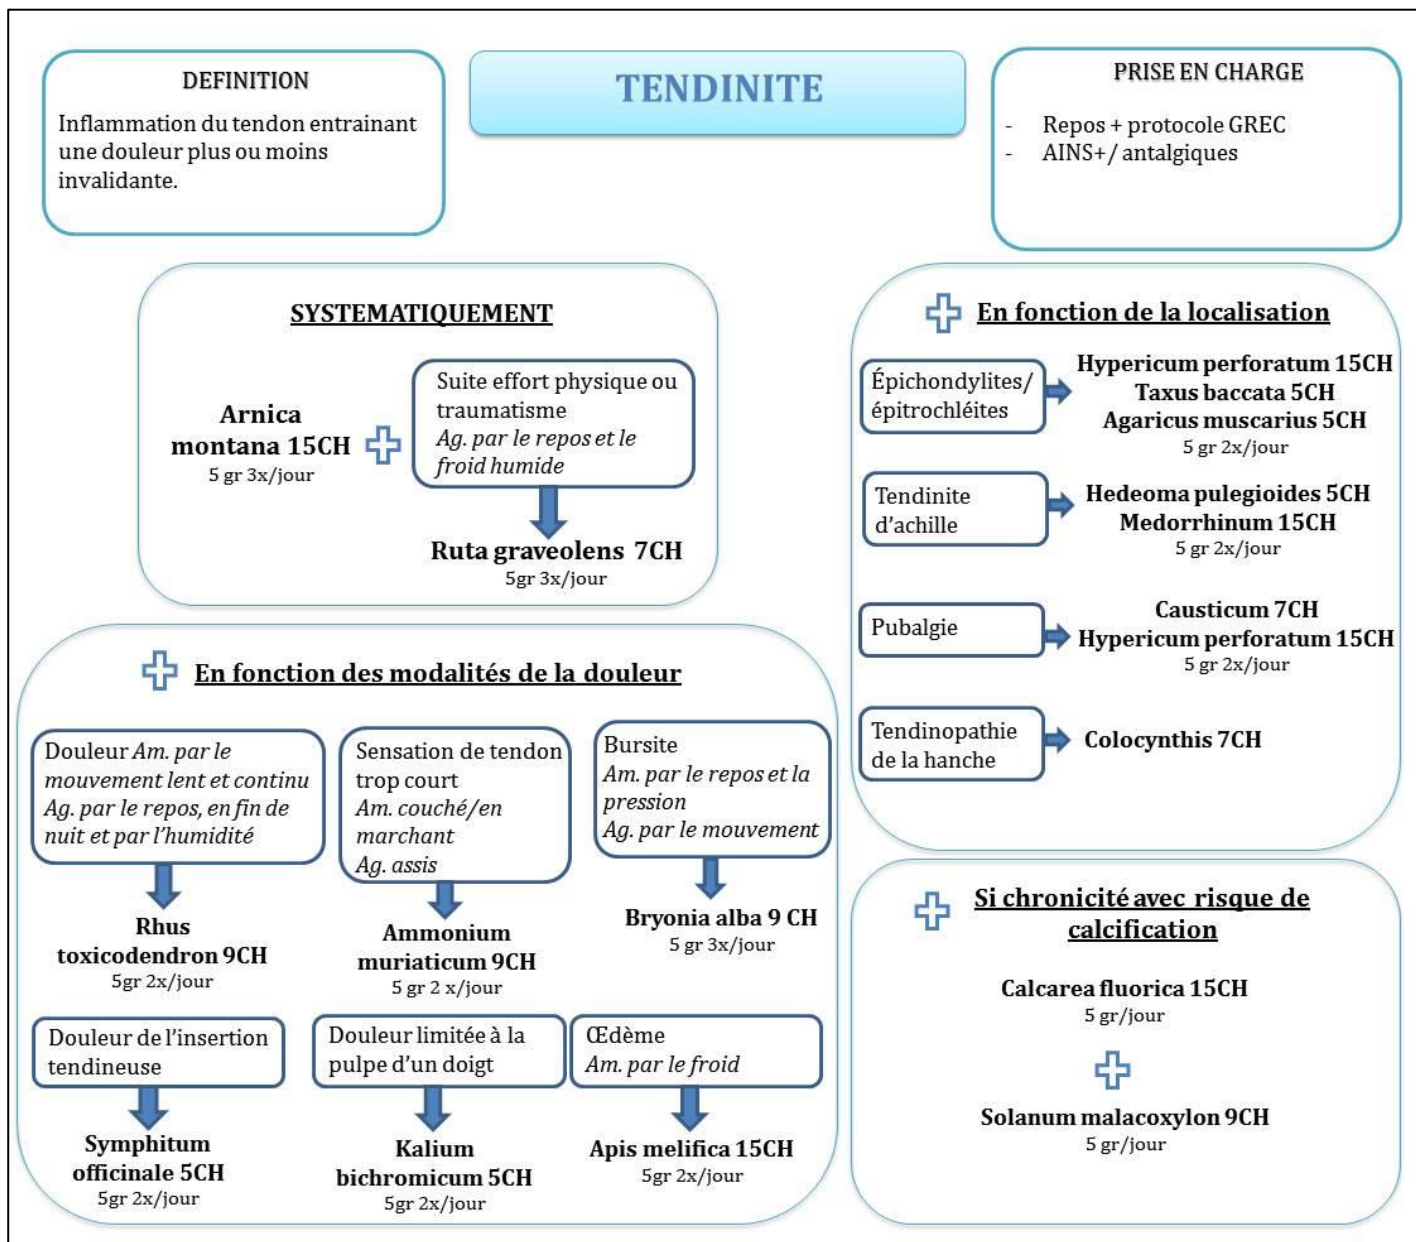 TENDINITE
DEFINITION
Inflammation du tendon entrainant
une douleur plus ou moins
invalidante.
PRISE EN CHARGE
- Repos + protocole GREC
- AINS+/ antalgiques
SYSTEMATIQUEMENT
Arnica
montana 15CH
5 gr 3x/jour
Suite effort physique ou
traumatisme
Ag. par le repos et le
froid humide
Ruta graveolens 7CH
5gr 3x/jour
En fonction de la localisation
Épichondylites/
épitrochléites
Hypericum perforatum 15CH
Taxus baccata 5CH
Agaricus muscarius 5CH
5 gr 2x/jour
Tendinite
d'achille
Hedeoma pulegioides 5CH
Medorrhinum 15CH
5 gr 2x/jour
Pubalgie
Causticum 7CH
Hypericum perforatum 15CH
5 gr 2x/jour
Tendinopathie
de la hanche
Colocynthis 7CH
En fonction des modalités de la douleur
Douleur Am. par le
mouvement lent et continu
Ag. par le repos, en fin de
nuit et par l'humidité
Rhus
toxicodendron 9CH
5gr 2x/jour
Sensation de tendon
trop court
Am. couché/en
marchant
Ag. assis
Ammonium
muriaticum 9CH
5 gr 2 x/jour
Bursite
Am. par le repos et la
pression
Ag. par le mouvement
Bryonia alba 9 CH
5 gr 3x/jour
Douleur de l'insertion
tendineuse
Symphitum
officinale 5CH
5gr 2x/jour
Douleur limitée à la
pulpe d'un doigt
Kalium
bichromicum 5CH
5gr 2x/jour
Œdème
Am. par le froid
Apis melifica 15CH
5gr 2x/jour
Si chronicité avec risque de
calcification
Calcarea fluorica 15CH
5 gr/jour
Solanum malacoxylon 9CH
5 gr/jour